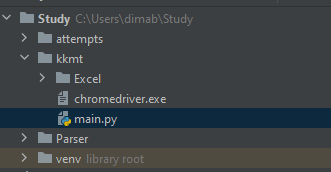 Study C:\Users\dimab\Study
attempts
kkmt
Excel
chromedriver.exe
main.py
Parser
venv library root